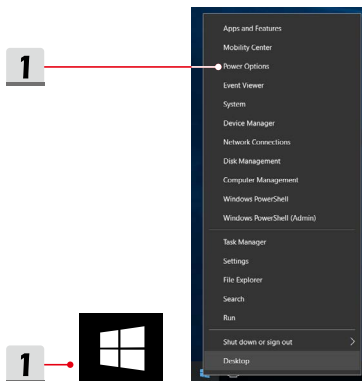 Apps and Features
Mobility Center
1
Power Options
Event Viewer
System
Device Manager
Network Connections
Disk Management
Computer Management
Windows PowerShell
Windows PowerShell (Admin)
Task Manager
Settings
File Explorer
Search
Run
Shut down or sign out
1
Desktop